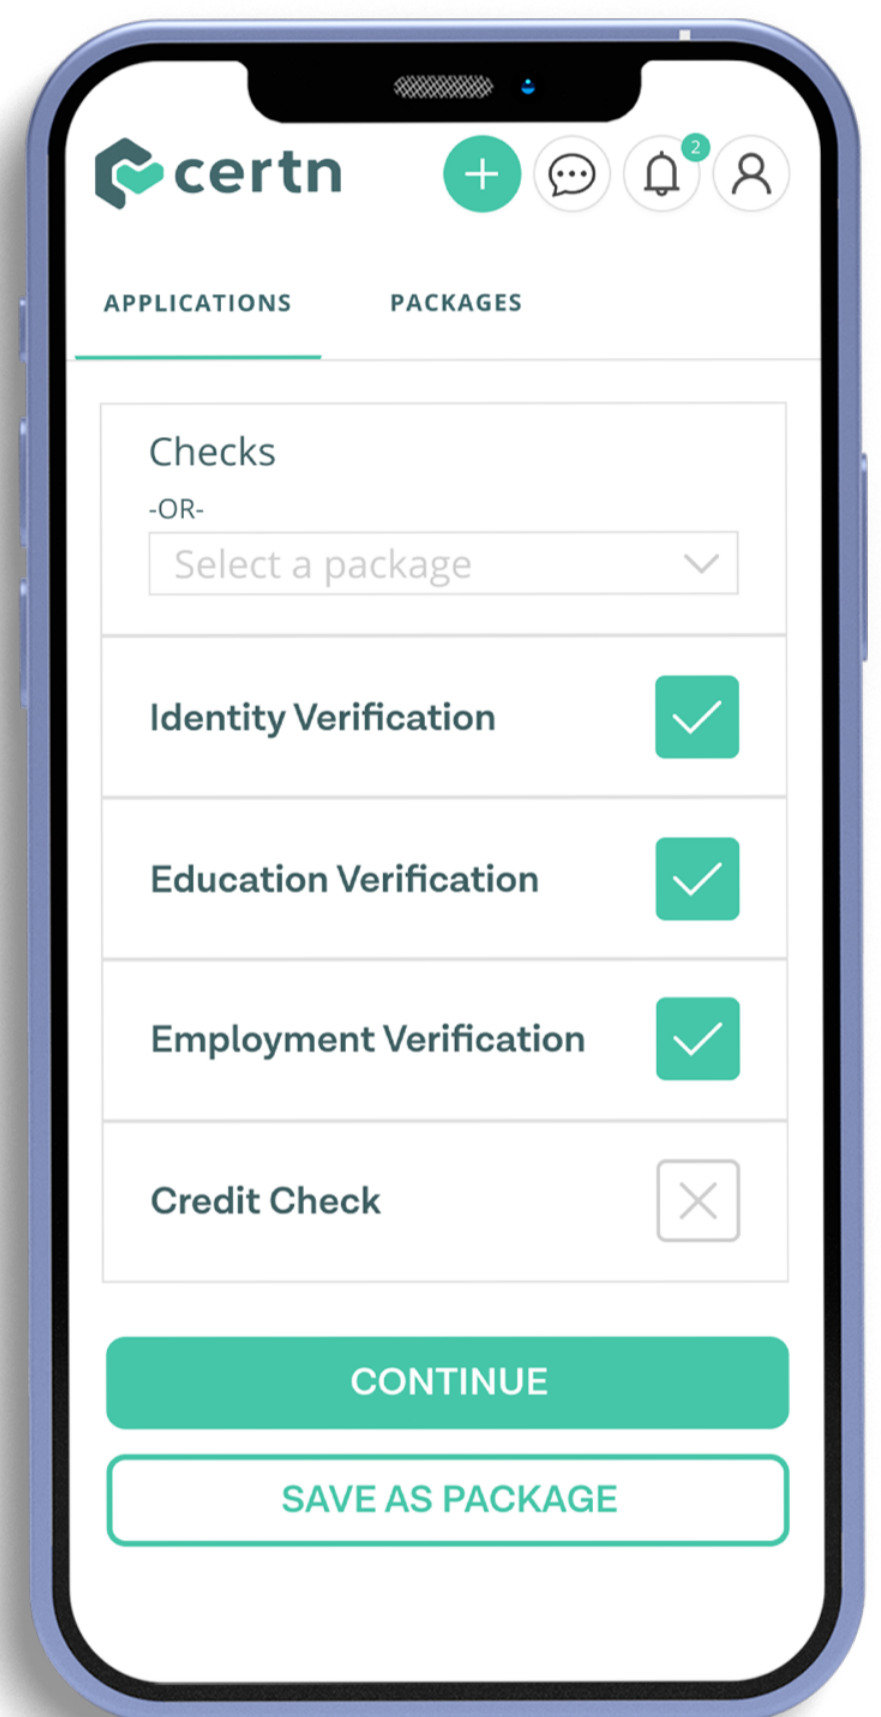 certn
2
APPLICATIONS PACKAGES
Checks
-OR-
Select a package
Identity Verification
Education Verification
Employment Verification
Credit Check
CONTINUE
SAVE AS PACKAGE